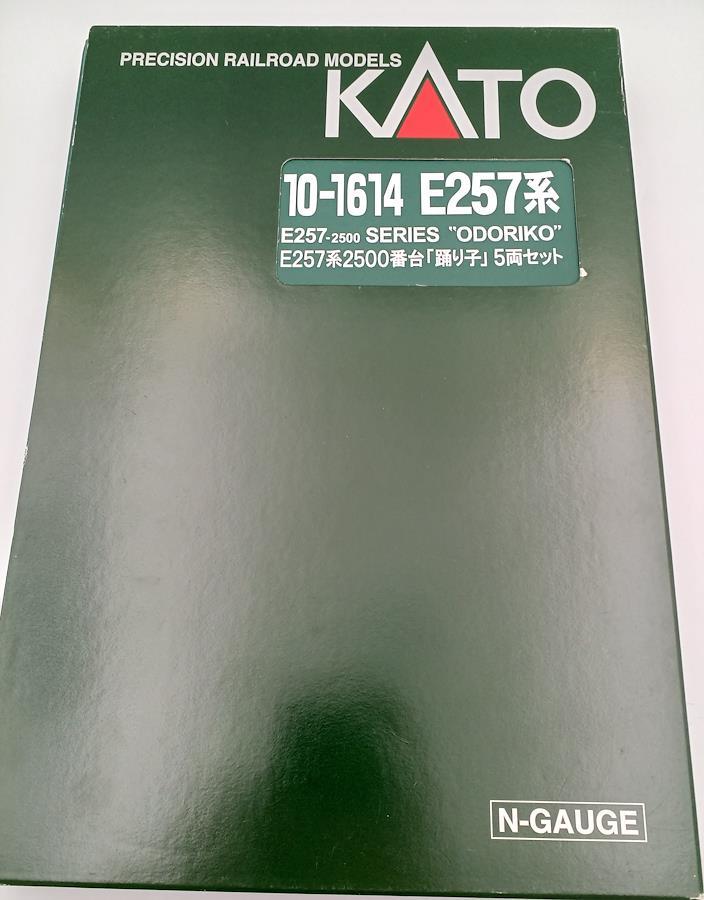 PRECISION RAILROAD MODELS
KATO
10-1614 E257系
E257-2500 SERIES "ODORIKO"
E257系2500番台「踊り子」5両セット
N-GAUGE